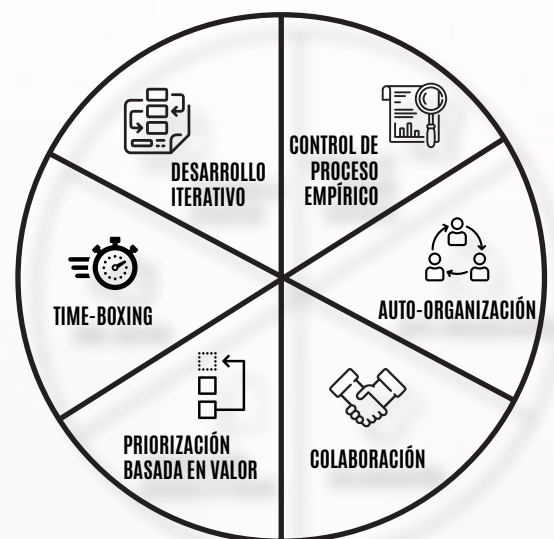 CONTROL DE
PROCESO
EMPÍRICO
AUTO-ORGANIZACIÓN
COLABORACIÓN
PRIORIZACIÓN
BASADA EN VALOR
TIME-BOXING
DESARROLLO
ITERATIVO